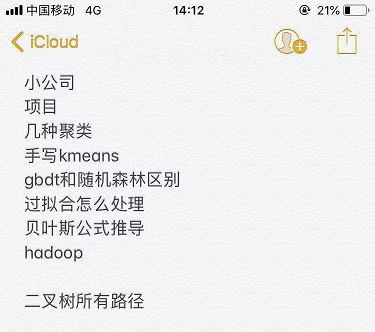 中国移动 4G 14:12 21%
iCloud
小公司
项目
几种聚类
手写kmeans
gbdt和随机森林区别
过拟合怎么处理
贝叶斯公式推导
hadoop
二叉树所有路径